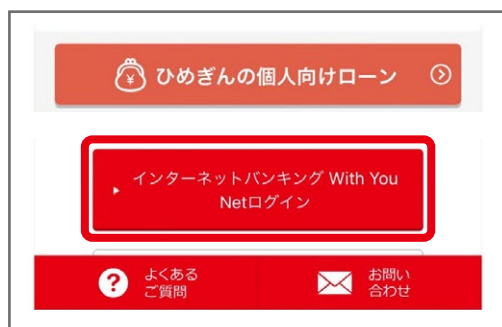 ひめぎんの個人向けローン
インターネットバンキング With You
Netログイン
よくある
ご質問
お問い
合わせ